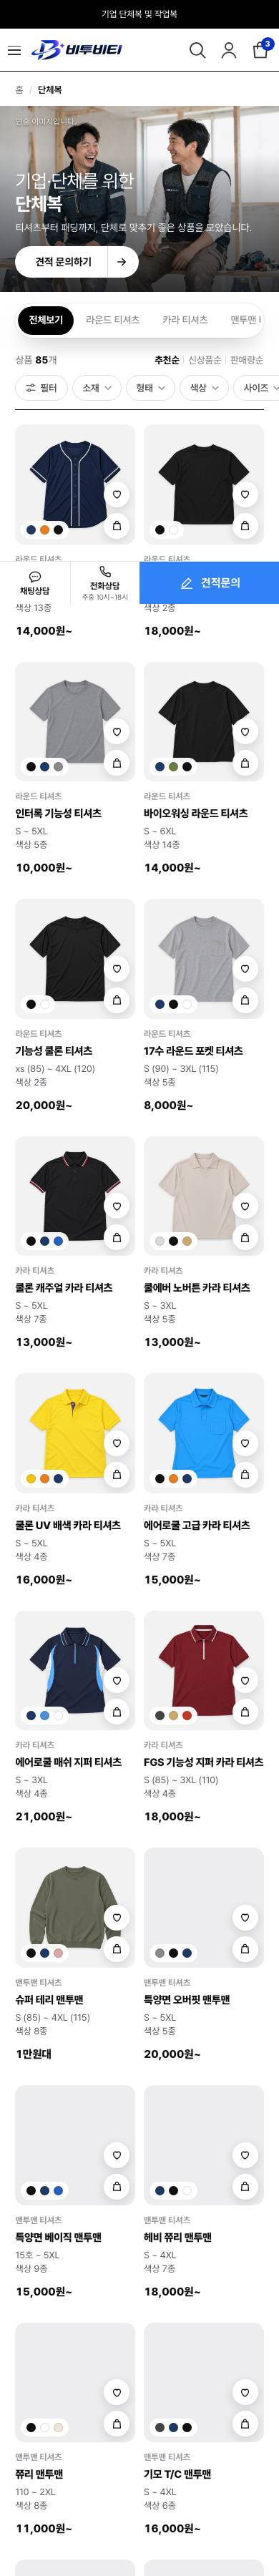 기업 단체복 및 작업복
비투비티
3
홈 / 단체복
연출 이미지입니다.
기업·단체를 위한
단체복
티셔츠부터 패딩까지, 단체로 맞추기 좋은 상품을 모았습니다.
견적 문의하기
전체보기 라운드 티셔츠 카라 티셔츠 맨투맨
상품 85개 추천순 신상품순 판매량순
필터 소재 형태 색상 사이즈
라운드 티셔츠 라운드 티셔츠
채팅상담 전화상담 견적문의
주중 10시~18시
색상 13종 색상 2종
14,000원~ 18,000원~
라운드 티셔츠 라운드 티셔츠
인터록 기능성 티셔츠 바이오워싱 라운드 티셔츠
S ~ 5XL S ~ 6XL
색상 5종 색상 14종
10,000원~ 14,000원~
라운드 티셔츠 라운드 티셔츠
기능성 쿨론 티셔츠 17수 라운드 포켓 티셔츠
xs (85) ~ 4XL (120) S (90) ~ 3XL (115)
색상 2종 색상 5종
20,000원~ 8,000원~
카라 티셔츠 카라 티셔츠
쿨론 캐주얼 카라 티셔츠 쿨에버 노버튼 카라 티셔츠
S ~ 5XL S ~ 3XL
색상 7종 색상 5종
13,000원~ 13,000원~
카라 티셔츠 카라 티셔츠
쿨론 UV 배색 카라 티셔츠 에어로쿨 고급 카라 티셔츠
S ~ 5XL S ~ 5XL
색상 4종 색상 7종
16,000원~ 15,000원~
카라 티셔츠 카라 티셔츠
에어로쿨 매쉬 지퍼 티셔츠 FGS 기능성 지퍼 카라 티셔츠
S ~ 3XL S (85) ~ 3XL (110)
색상 4종 색상 4종
21,000원~ 18,000원~
맨투맨 티셔츠 맨투맨 티셔츠
슈퍼 테리 맨투맨 특양면 오버핏 맨투맨
S (85) ~ 4XL (115) S ~ 5XL
색상 8종 색상 5종
1만원대 20,000원~
맨투맨 티셔츠 맨투맨 티셔츠
특양면 베이직 맨투맨 헤비 쮸리 맨투맨
15호 ~ 5XL S ~ 4XL
색상 9종 색상 7종
15,000원~ 18,000원~
맨투맨 티셔츠 맨투맨 티셔츠
쮸리 맨투맨 기모 T/C 맨투맨
110 ~ 2XL S ~ 4XL
색상 8종 색상 6종
11,000원~ 16,000원~